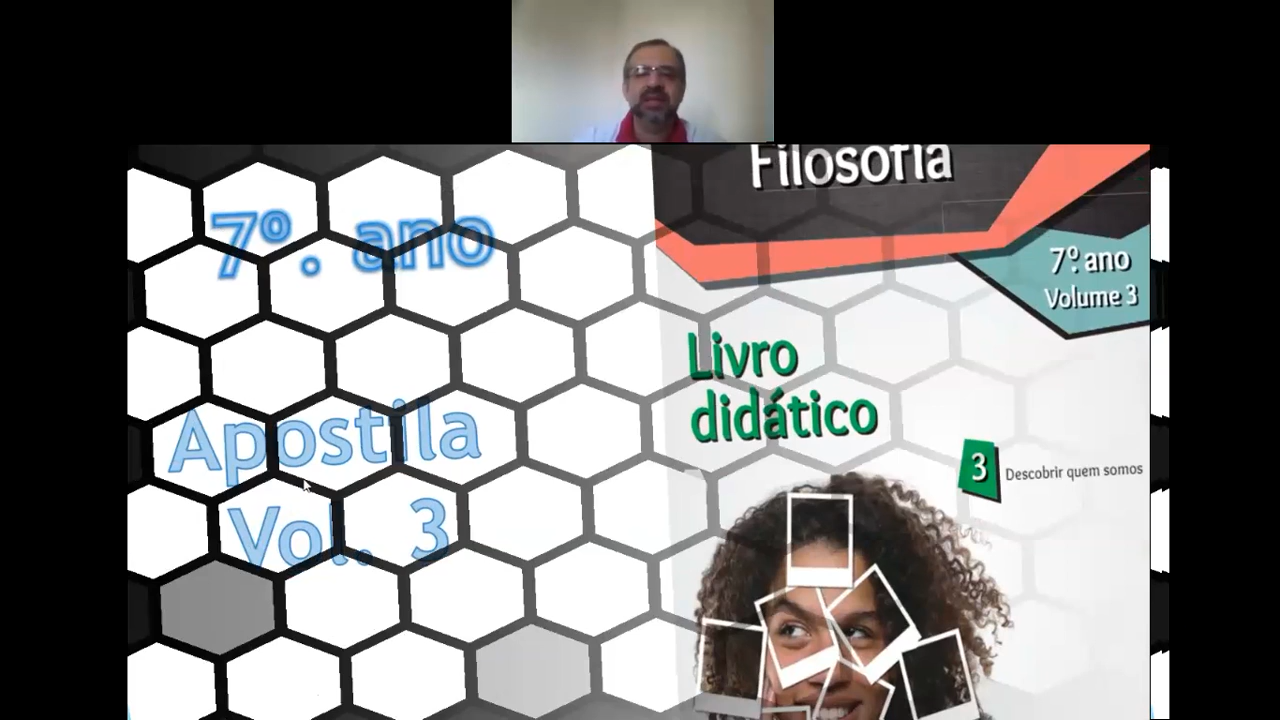 7º. ano
Apostila
Vol. 3
Filosofia
7º. ano
Volume 3
Livro
didático
3
Descobrir quem somos